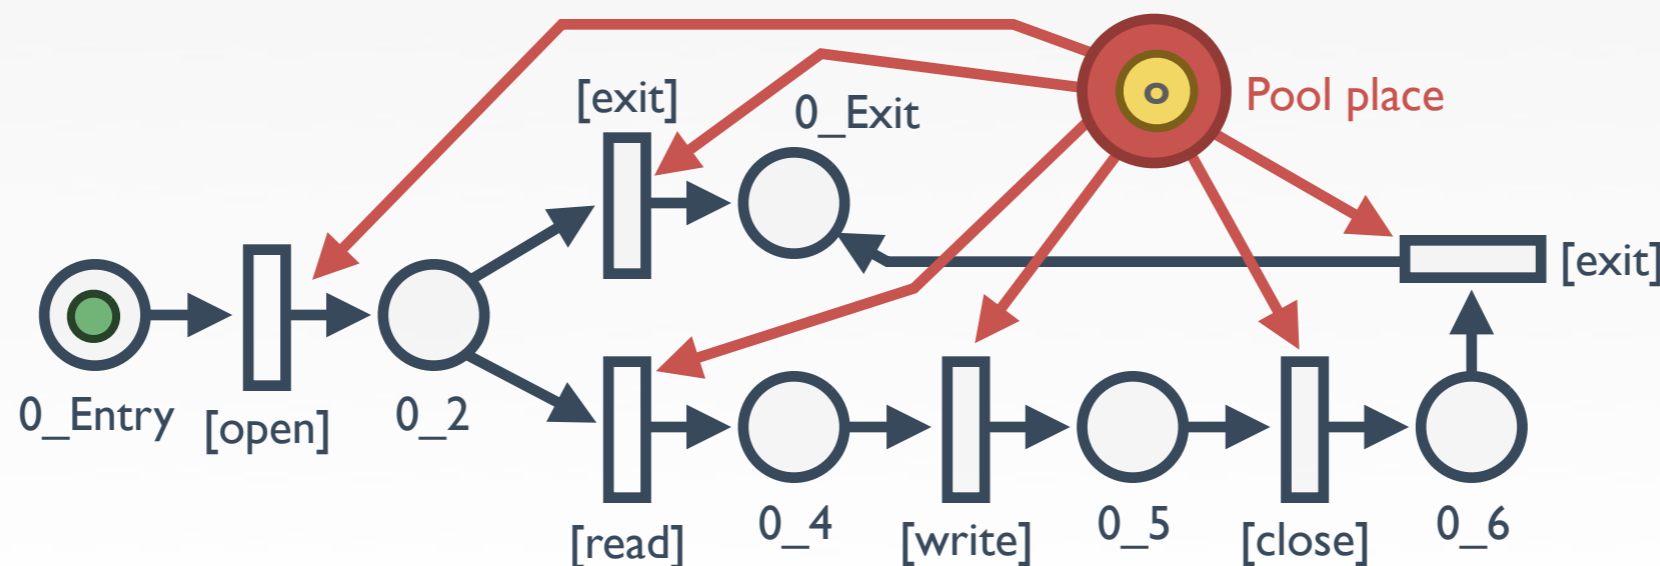 [exit]
0_Exit
o
Pool place
[exit]
0_Entry
[open]
0_2
[read]
0_4
[write]
0_5
[close]
0_6